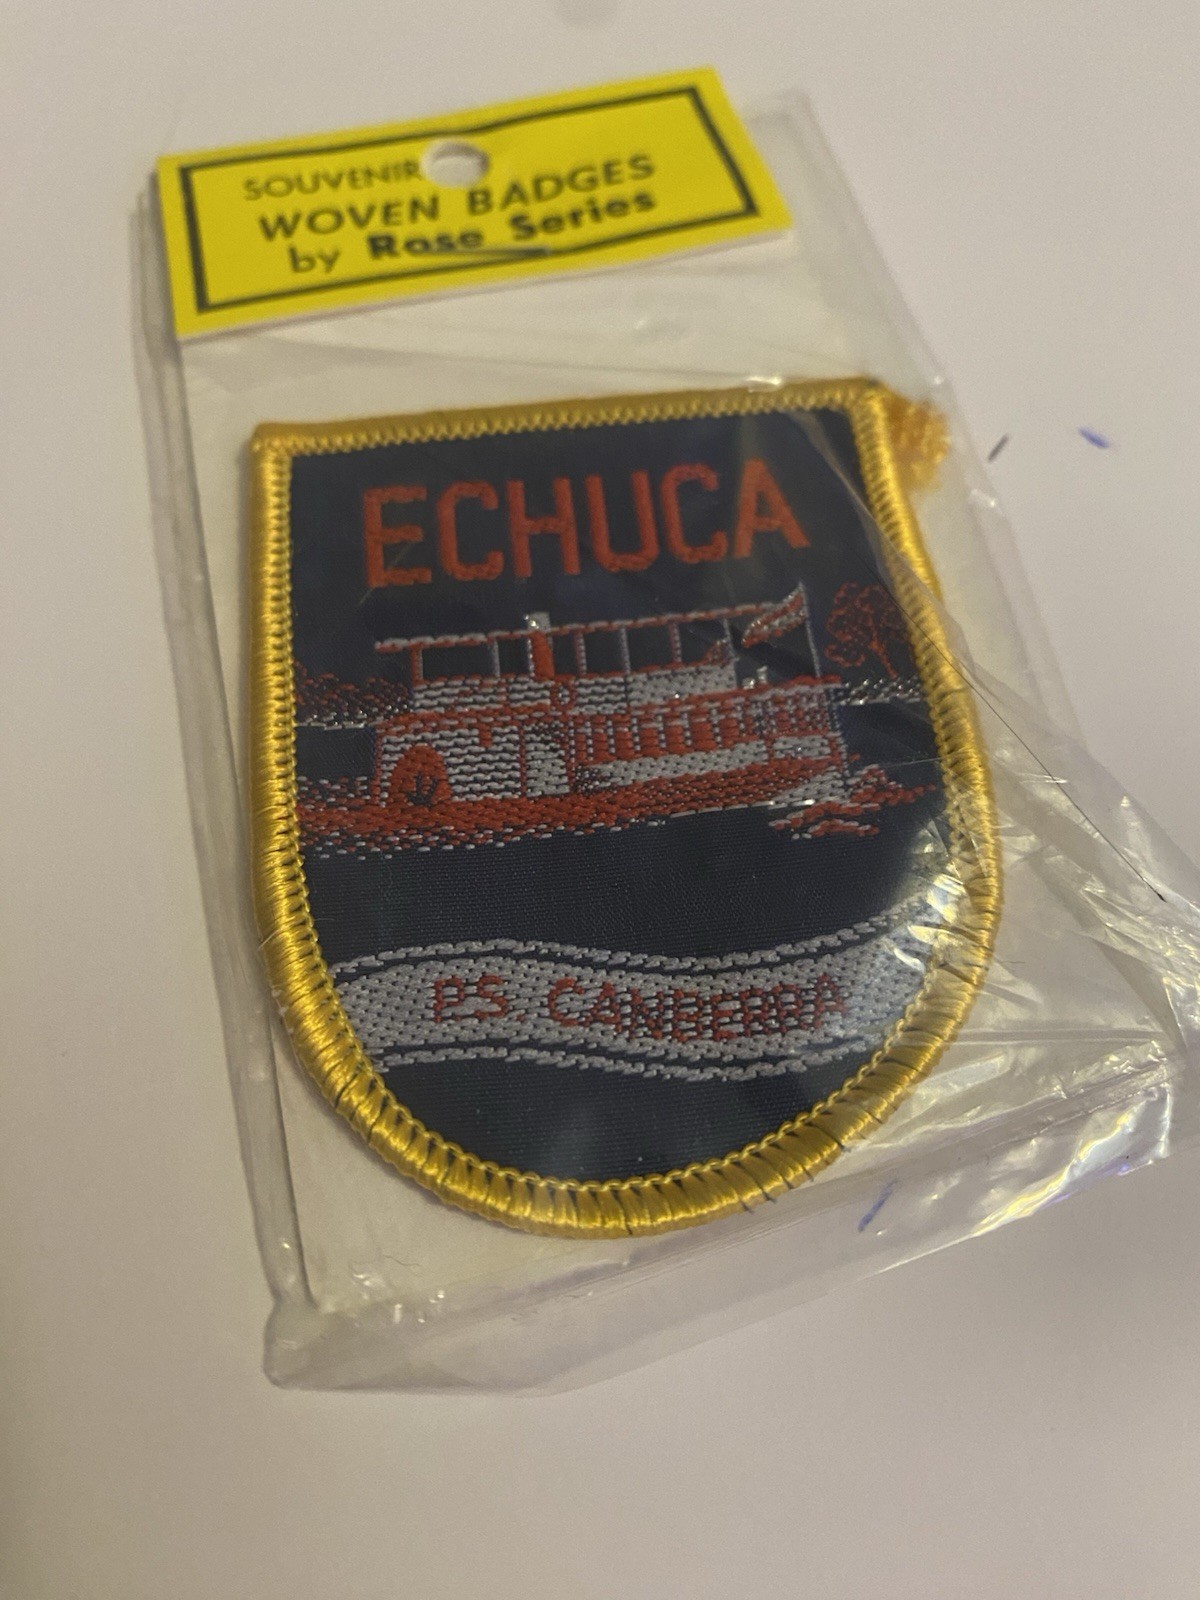 SOUVENIR
WOVEN BADGES
by Rose Series
ECHUCA
P.S. CANBERRA